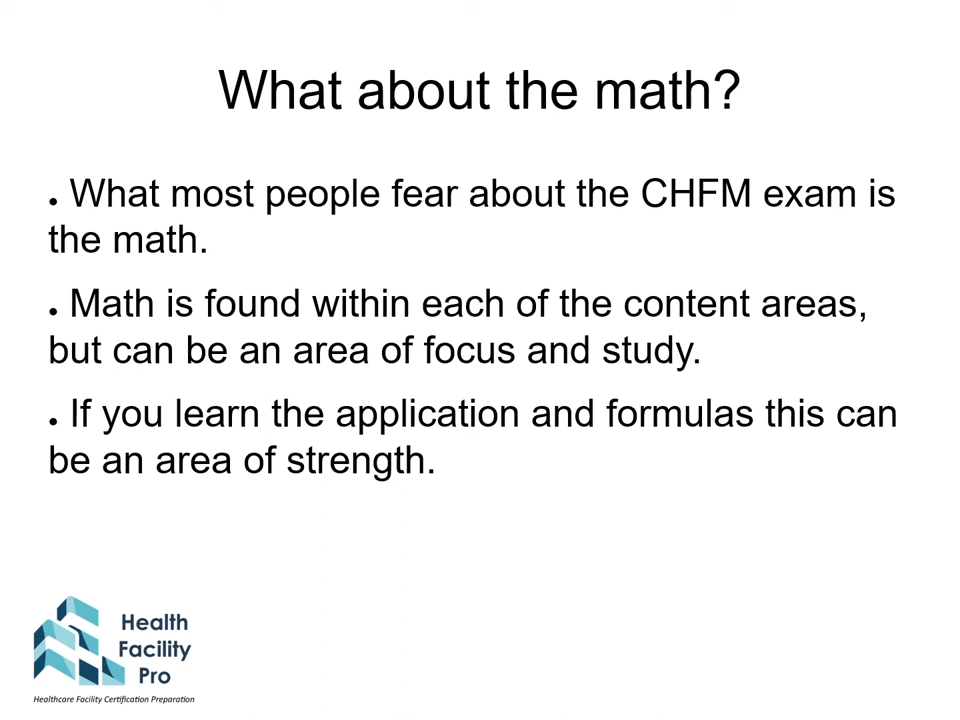 What about the math?
● What most people fear about the CHFM exam is
the math.
● Math is found within each of the content areas,
but can be an area of focus and study.
● If you learn the application and formulas this can
be an area of strength.
Health
Facility
Pro
Healthcare Facility Certification Preparation